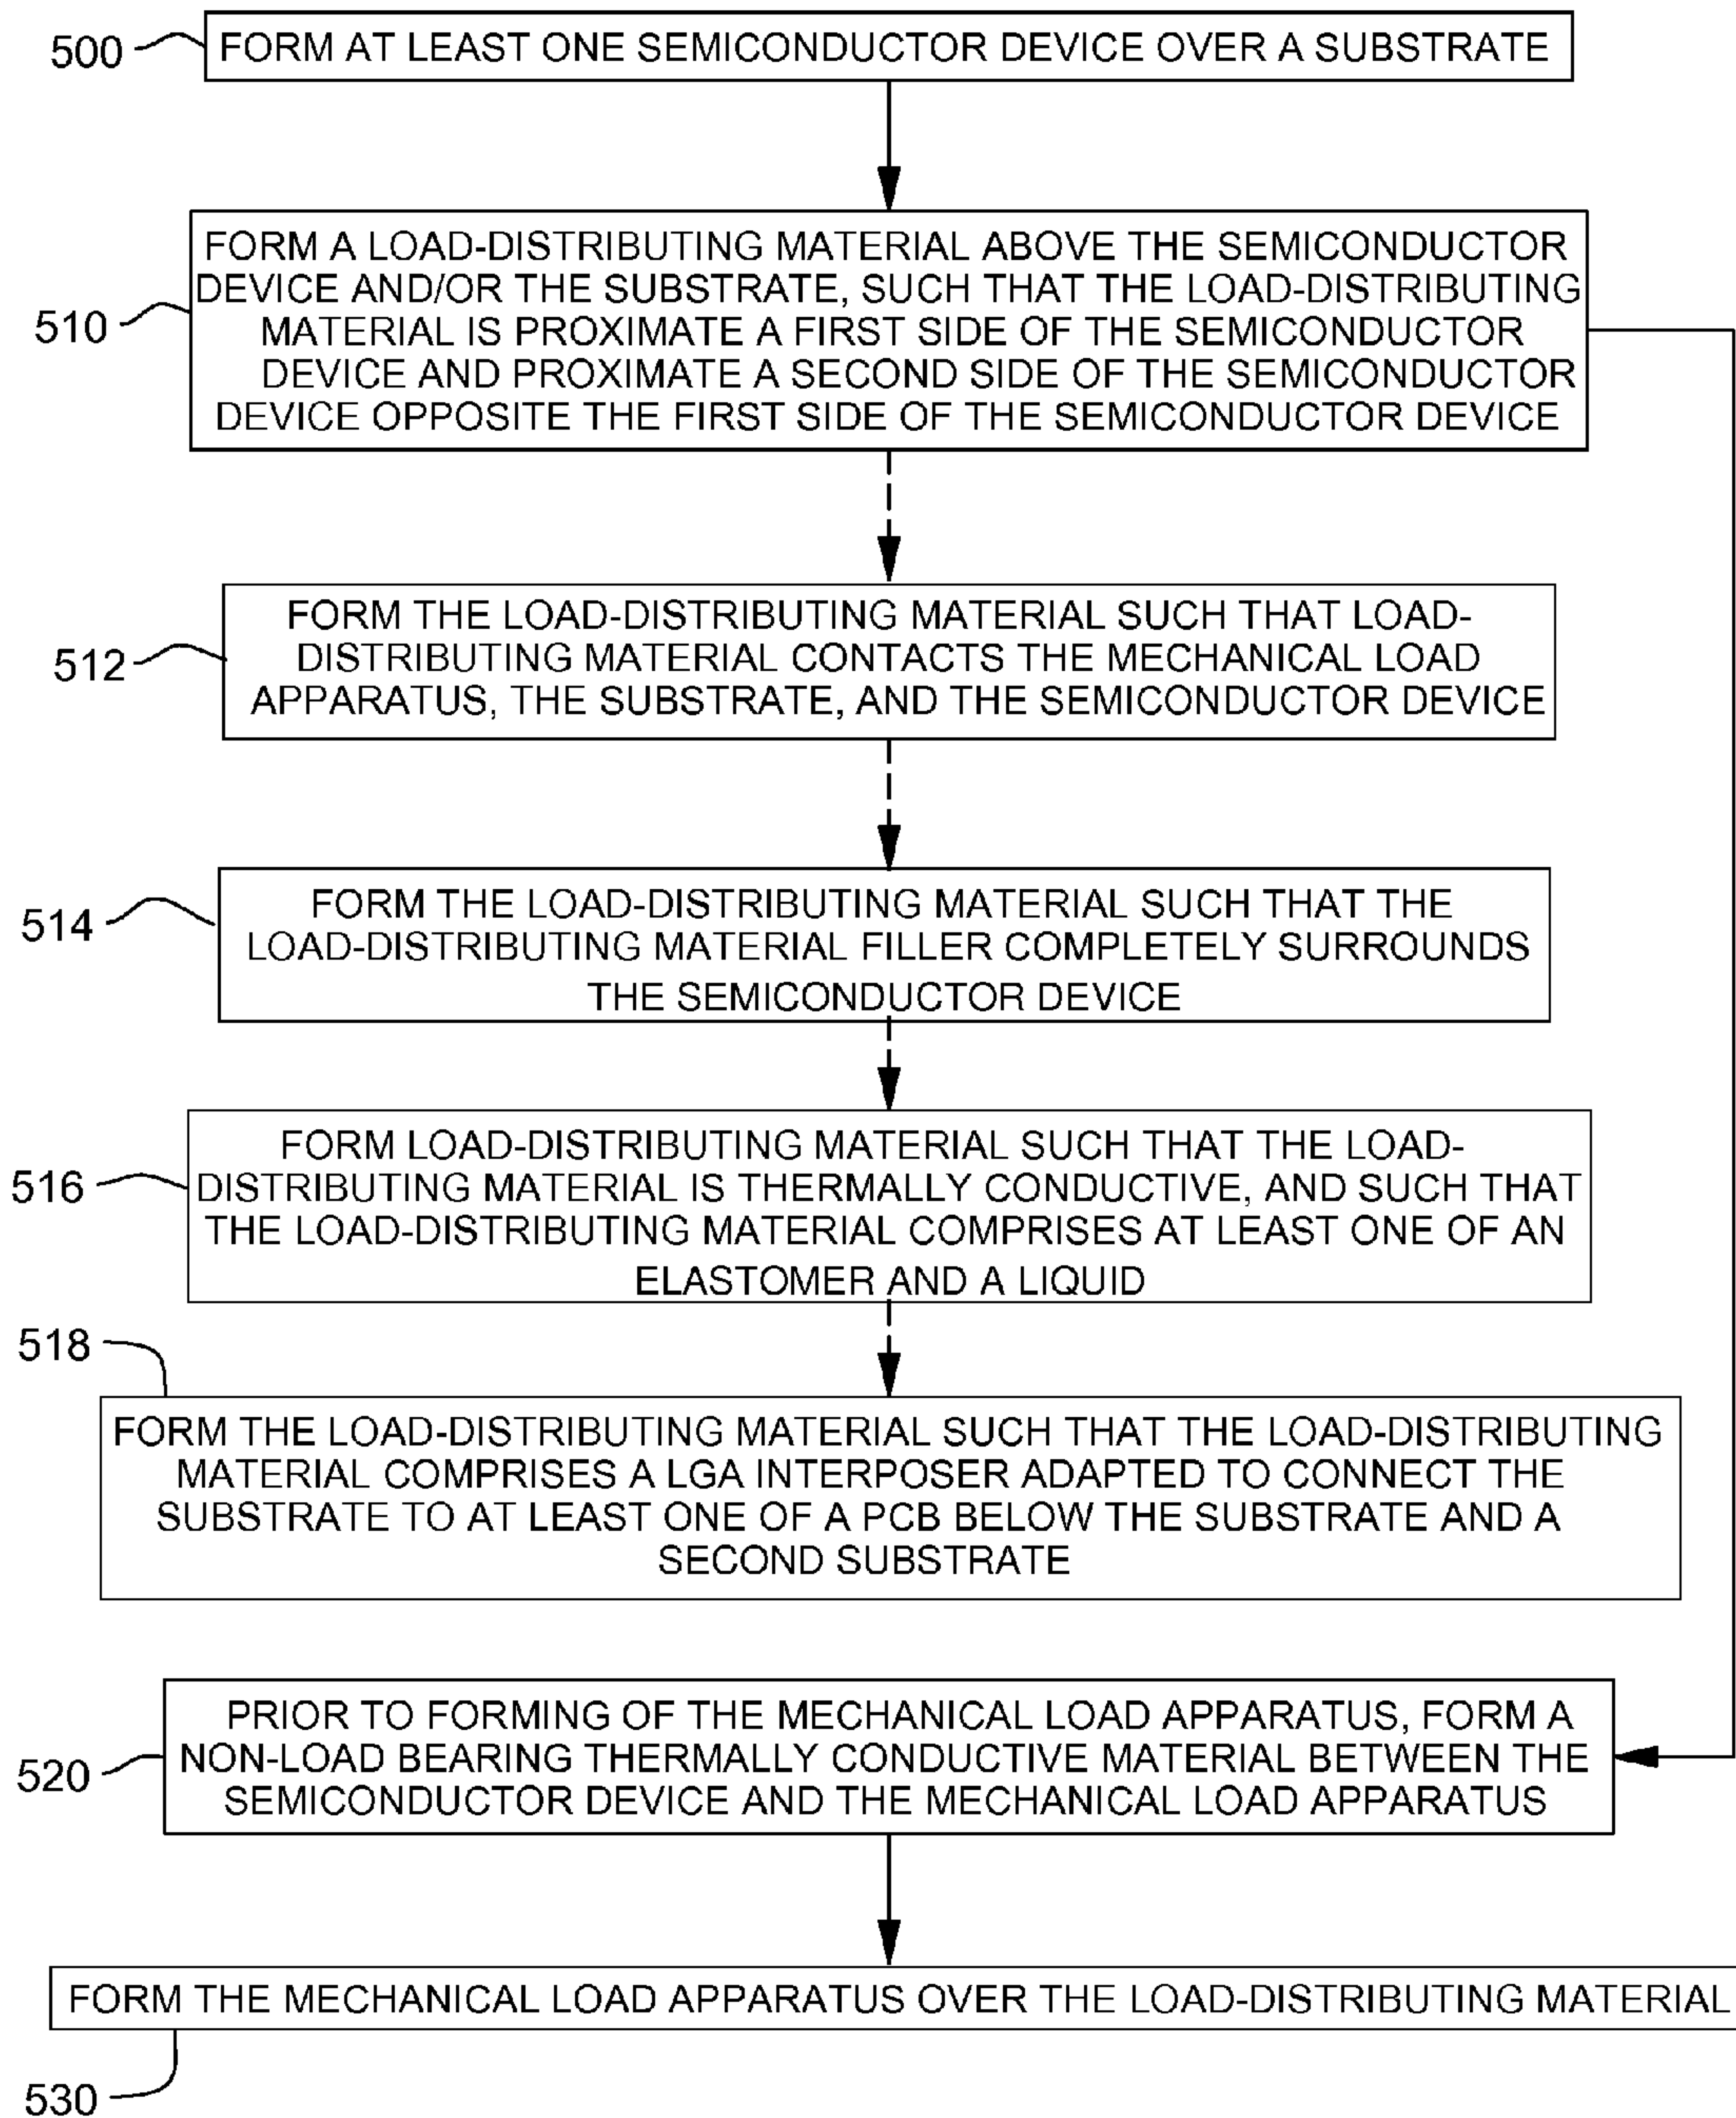 500
FORM AT LEAST ONE SEMICONDUCTOR DEVICE OVER A SUBSTRATE
510
FORM A LOAD-DISTRIBUTING MATERIAL ABOVE THE SEMICONDUCTOR
DEVICE AND/OR THE SUBSTRATE, SUCH THAT THE LOAD-DISTRIBUTING
MATERIAL IS PROXIMATE A FIRST SIDE OF THE SEMICONDUCTOR
DEVICE AND PROXIMATE A SECOND SIDE OF THE SEMICONDUCTOR
DEVICE OPPOSITE THE FIRST SIDE OF THE SEMICONDUCTOR DEVICE
512
FORM THE LOAD-DISTRIBUTING MATERIAL SUCH THAT LOAD-
DISTRIBUTING MATERIAL CONTACTS THE MECHANICAL LOAD
APPARATUS, THE SUBSTRATE, AND THE SEMICONDUCTOR DEVICE
514
FORM THE LOAD-DISTRIBUTING MATERIAL SUCH THAT THE
LOAD-DISTRIBUTING MATERIAL FILLER COMPLETELY SURROUNDS
THE SEMICONDUCTOR DEVICE
516
FORM LOAD-DISTRIBUTING MATERIAL SUCH THAT THE LOAD-
DISTRIBUTING MATERIAL IS THERMALLY CONDUCTIVE, AND SUCH THAT
THE LOAD-DISTRIBUTING MATERIAL COMPRISES AT LEAST ONE OF AN
ELASTOMER AND A LIQUID
518
FORM THE LOAD-DISTRIBUTING MATERIAL SUCH THAT THE LOAD-DISTRIBUTING
MATERIAL COMPRISES A LGA INTERPOSER ADAPTED TO CONNECT THE
SUBSTRATE TO AT LEAST ONE OF A PCB BELOW THE SUBSTRATE AND A
SECOND SUBSTRATE
520
PRIOR TO FORMING OF THE MECHANICAL LOAD APPARATUS, FORM A
NON-LOAD BEARING THERMALLY CONDUCTIVE MATERIAL BETWEEN THE
SEMICONDUCTOR DEVICE AND THE MECHANICAL LOAD APPARATUS
FORM THE MECHANICAL LOAD APPARATUS OVER THE LOAD-DISTRIBUTING MATERIAL
530